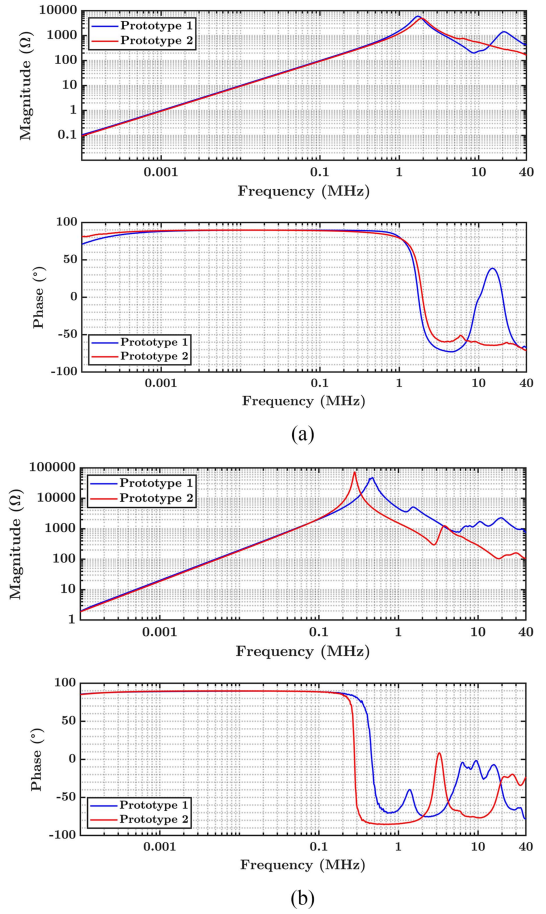 10000
1000
100
10
1
0.1
Magnitude (Ω)
Prototype 1
Prototype 2
0.001 0.1 1 10 40
Frequency (MHz)
100
50
0
-50
-100
Phase (°)
Prototype 1
Prototype 2
0.001 0.1 1 10 40
Frequency (MHz)
(a)
100000
10000
1000
100
10
1
Magnitude (Ω)
Prototype 1
Prototype 2
0.001 0.1 1 10 40
Frequency (MHz)
100
50
0
-50
-100
Phase (°)
Prototype 1
Prototype 2
0.001 0.1 1 10 40
Frequency (MHz)
(b)